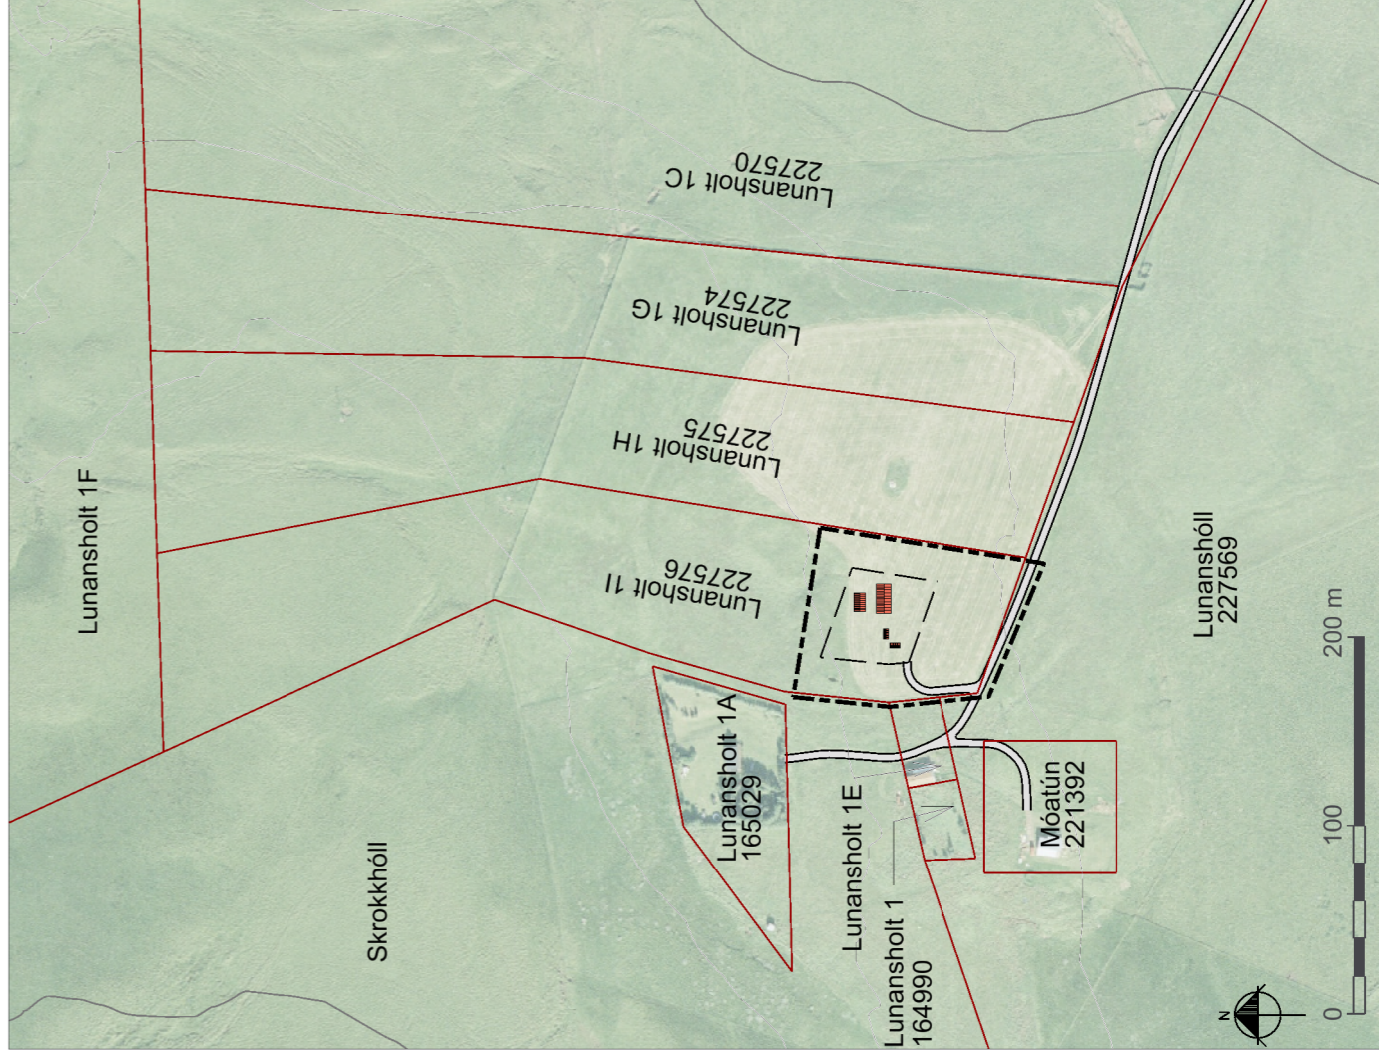 Lunansholt 1F
Skrokkhóll
Lunansholt 1C
227570
Lunansholt 1G
227574
Lunansholt 1H
227575
Lunansholt 1I
227576
Lunansholt 1A
165029
Lunansholt 1E
Lunansholt 1
164990
Móatún
221392
Lunanshóll
227569
N
0
100
200 m